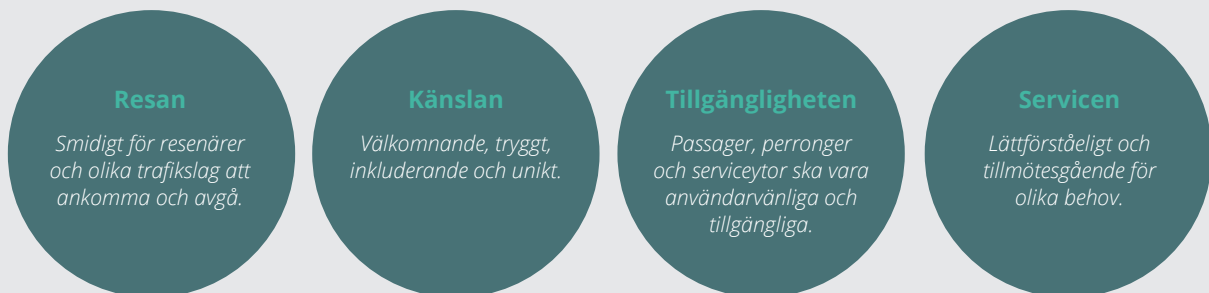 Resan
Smidigt för resenärer
och olika trafikslag att
ankomma och avgå.
Känslan
Välkomnande, tryggt,
inkluderande och unikt.
Tillgängligheten
Passager, perronger
och serviceytor ska vara
användarvänliga och
tillgängliga.
Servicen
Lättförståeligt och
tillmötesgående för
olika behov.